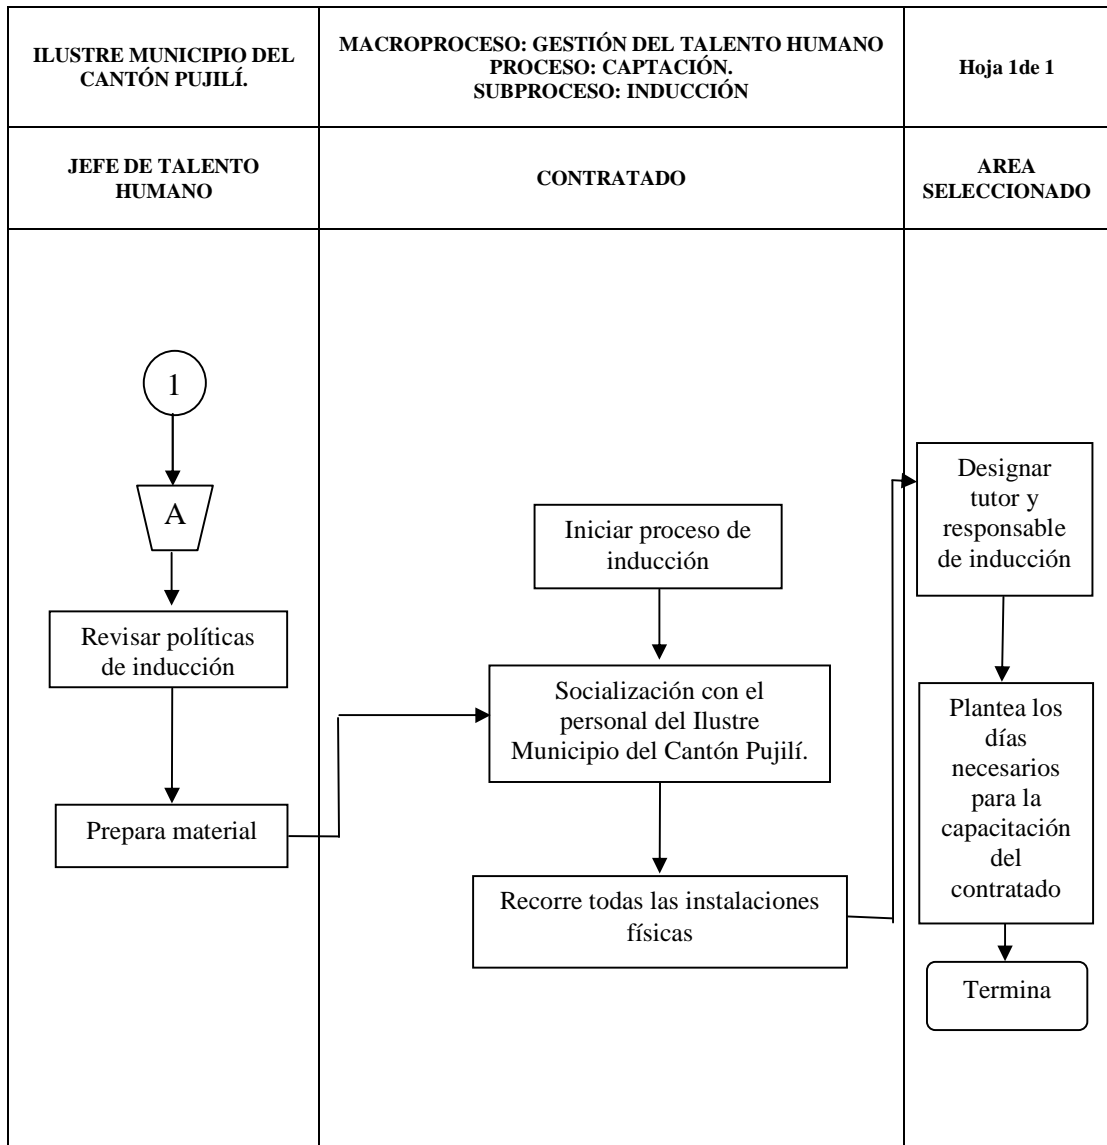 ILUSTRE MUNICIPIO DEL
CANTÓN PUJILÍ.
MACROPROCESO: GESTIÓN DEL TALENTO HUMANO
PROCESO: CAPTACIÓN.
SUBPROCESO: INDUCCIÓN
Hoja 1de 1
JEFE DE TALENTO
HUMANO
CONTRATADO
AREA
SELECCIONADO
1
A
Revisar políticas
de inducción
Prepara material
Iniciar proceso de
inducción
Socialización con el
personal del Ilustre
Municipio del Cantón Pujilí.
Recorre todas las instalaciones
físicas
Designar
tutor y
responsable
de inducción
Plantea los
días
necesarios
para la
capacitación
del
contratado
Termina